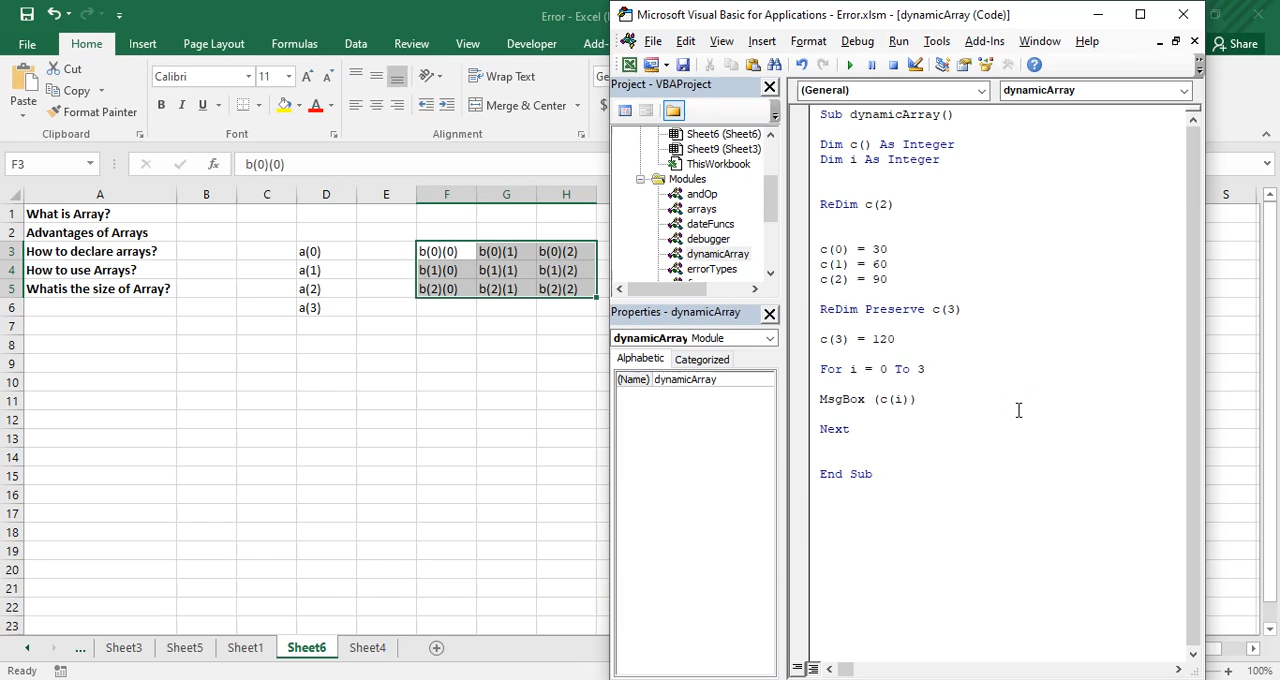 Error - Excel (
File
Home
Insert
Page Layout
Formulas
Data
Review
View
Developer
Add-
Share
Paste
Cut
Copy
Format Painter
Clipboard
Calibri
11
B I U
Font
Wrap Text
Merge & Center
Alignment
Ge
$
F3
fx
b(0)(0)
A B C D E F G H S
1 What is Array?
2 Advantages of Arrays
3 How to declare arrays? a(0) b(0)(0) b(0)(1) b(0)(2)
4 How to use Arrays? a(1) b(1)(0) b(1)(1) b(1)(2)
5 Whatis the size of Array? a(2) b(2)(0) b(2)(1) b(2)(2)
6 a(3)
7
8
9
10
11
12
13
14
15
16
17
18
19
20
21
22
23
... Sheet3 Sheet5 Sheet1 Sheet6 Sheet4
Ready
100%
Microsoft Visual Basic for Applications - Error.xlsm - [dynamicArray (Code)]
File Edit View Insert Format Debug Run Tools Add-Ins Window Help
Project - VBAProject
Sheet6 (Sheet6)
Sheet9 (Sheet3)
ThisWorkbook
Modules
andOp
arrays
dateFuncs
debugger
dynamicArray
errorTypes
Properties - dynamicArray
dynamicArray Module
Alphabetic Categorized
(Name) dynamicArray
(General)
dynamicArray
Sub dynamicArray()
Dim c() As Integer
Dim i As Integer
ReDim c(2)
c(0) = 30
c(1) = 60
c(2) = 90
ReDim Preserve c(3)
c(3) = 120
For i = 0 To 3
MsgBox (c(i))
Next
End Sub